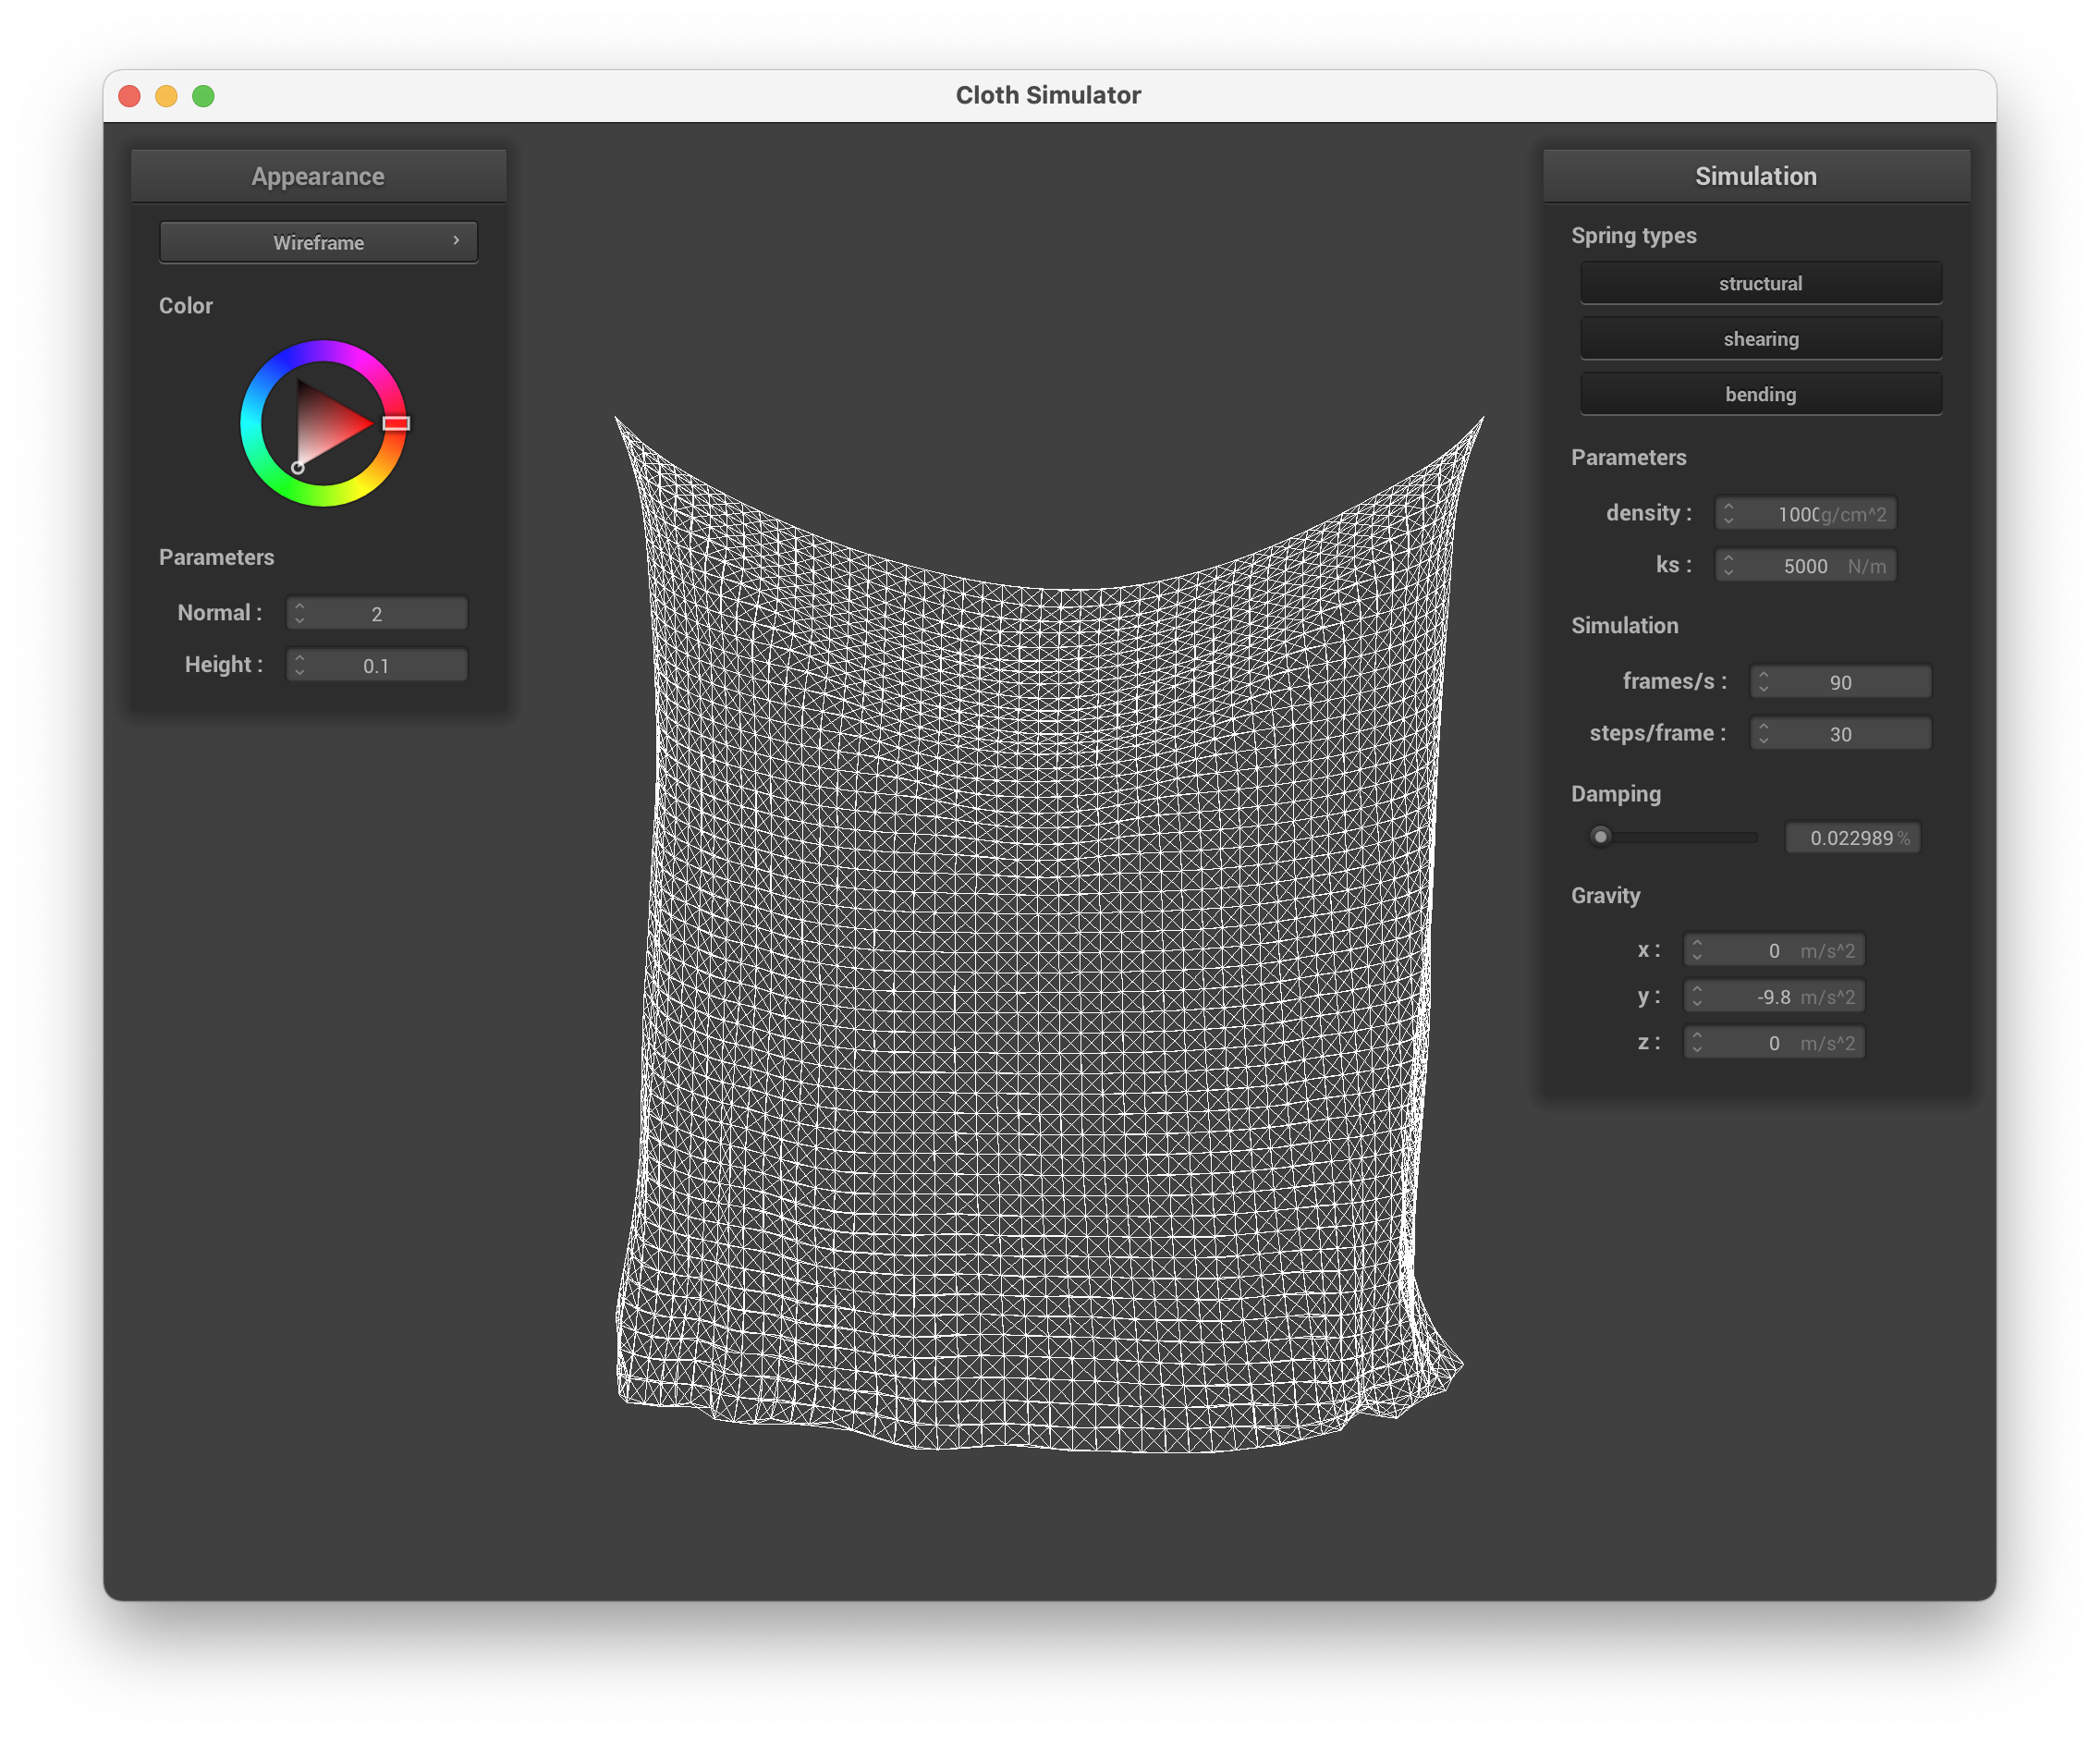 Cloth Simulator
Appearance
Wireframe
Color
Parameters
Normal : 2
Height : 0.1
Simulation
Spring types
structural
shearing
bending
Parameters
density : g/cm^2
ks : 5000 N/m
Simulation
frames/s : 90
steps/frame : 30
Damping
0.022989 %
Gravity
x : 0 m/s^2
y : -9.8 m/s^2
z : 0 m/s^2